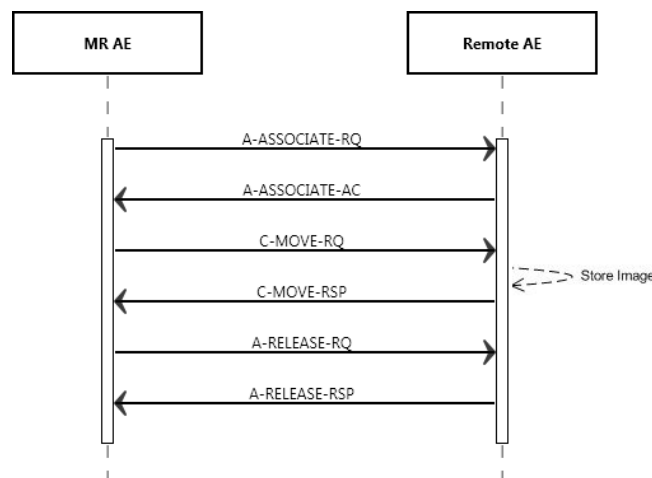 MR AE
Remote AE
A-ASSOCIATE-RQ
A-ASSOCIATE-AC
C-MOVE-RQ
Store Image
C-MOVE-RSP
A-RELEASE-RQ
A-RELEASE-RSP